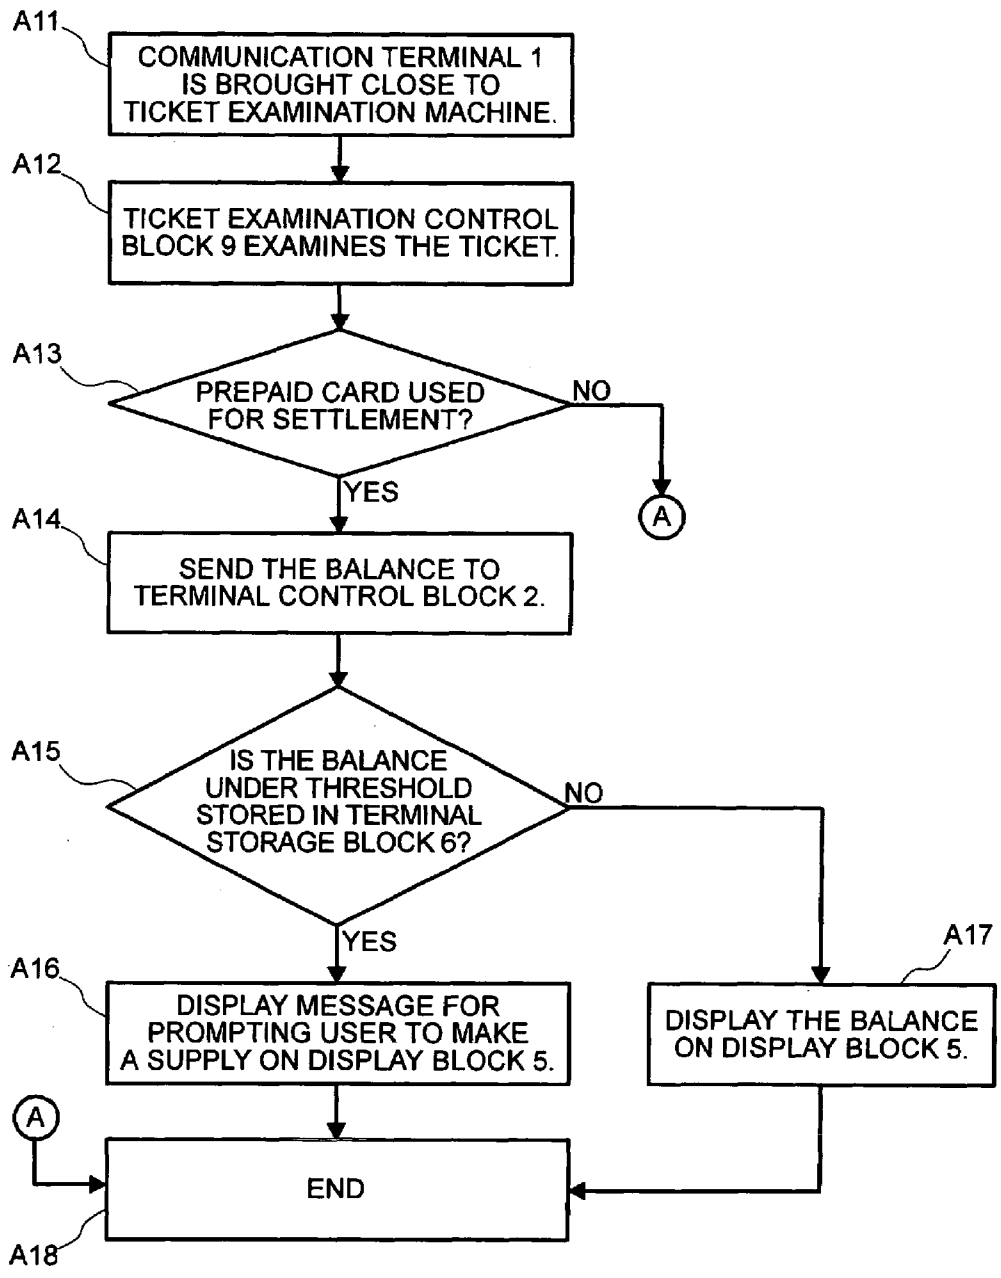 A11
COMMUNICATION TERMINAL 1
IS BROUGHT CLOSE TO
TICKET EXAMINATION MACHINE.
A12
TICKET EXAMINATION CONTROL
BLOCK 9 EXAMINES THE TICKET.
A13
PREPAID CARD USED
FOR SETTLEMENT?
NO
YES
A
A14
SEND THE BALANCE TO
TERMINAL CONTROL BLOCK 2.
A15
IS THE BALANCE
UNDER THRESHOLD
STORED IN TERMINAL
STORAGE BLOCK 6?
NO
YES
A16
DISPLAY MESSAGE FOR
PROMPTING USER TO MAKE
A SUPPLY ON DISPLAY BLOCK 5.
A17
DISPLAY THE BALANCE
ON DISPLAY BLOCK 5.
A
END
A18